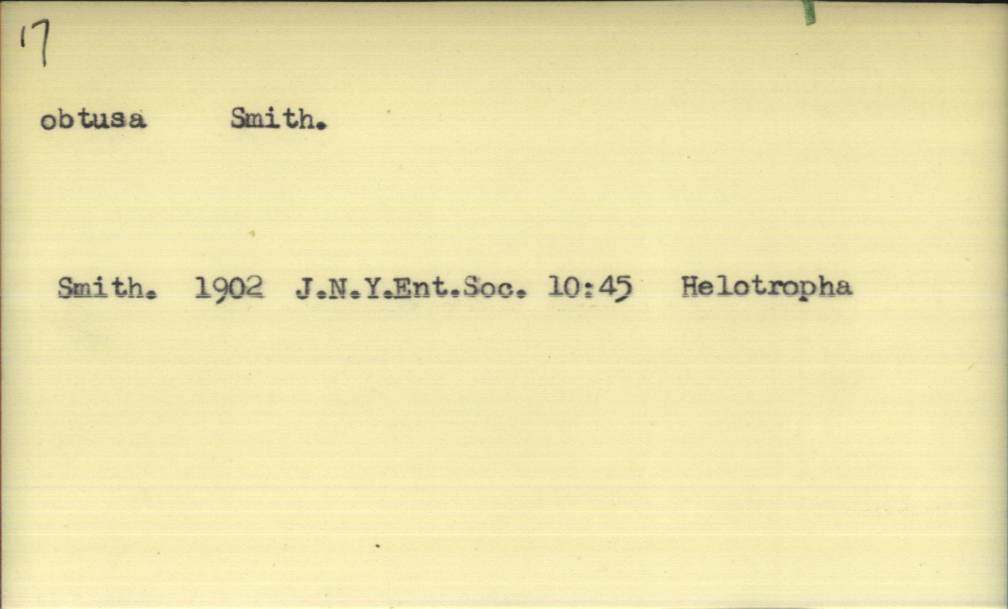 17
obtusa Smith.
Smith. 1902 J.N.Y.Ent.Soc. 10:45 Helotropha